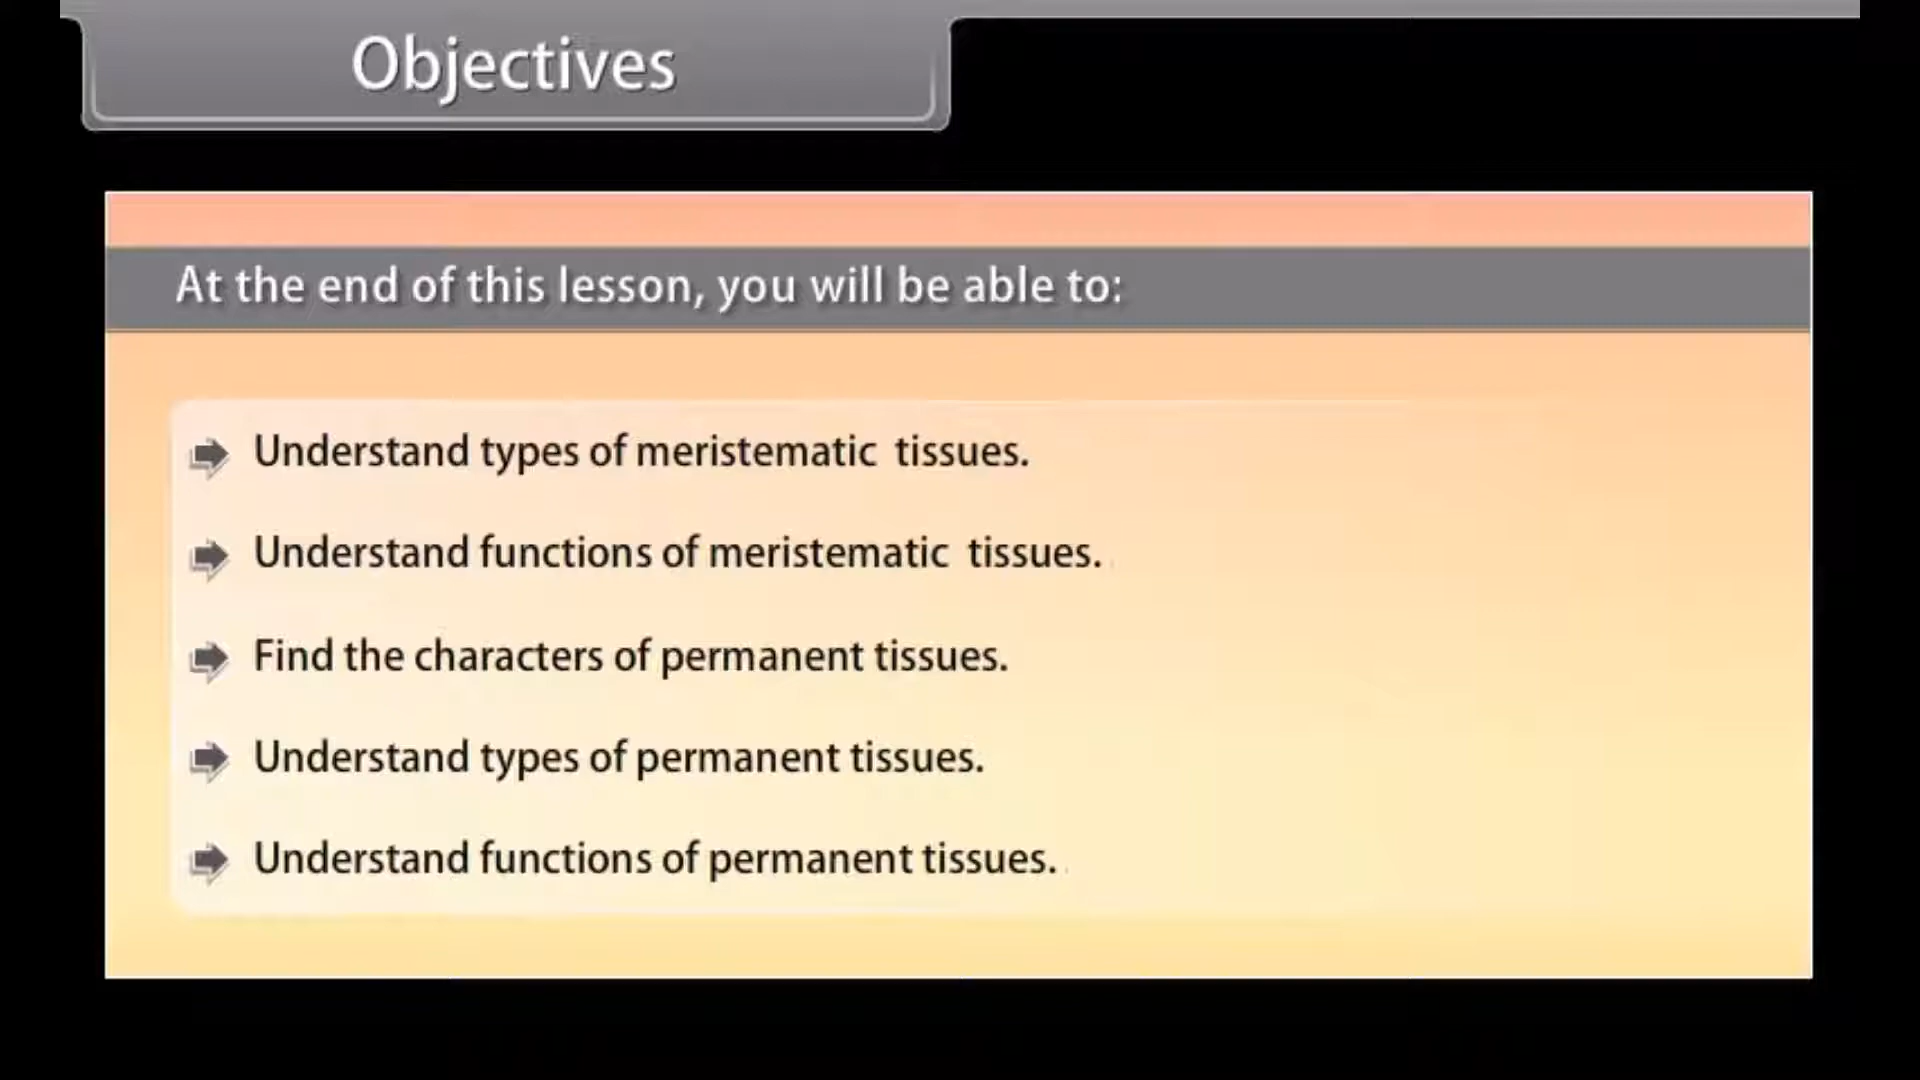 Objectives
At the end of this lesson, you will be able to:
Understand types of meristematic tissues.
Understand functions of meristematic tissues.
Find the characters of permanent tissues.
Understand types of permanent tissues.
Understand functions of permanent tissues.